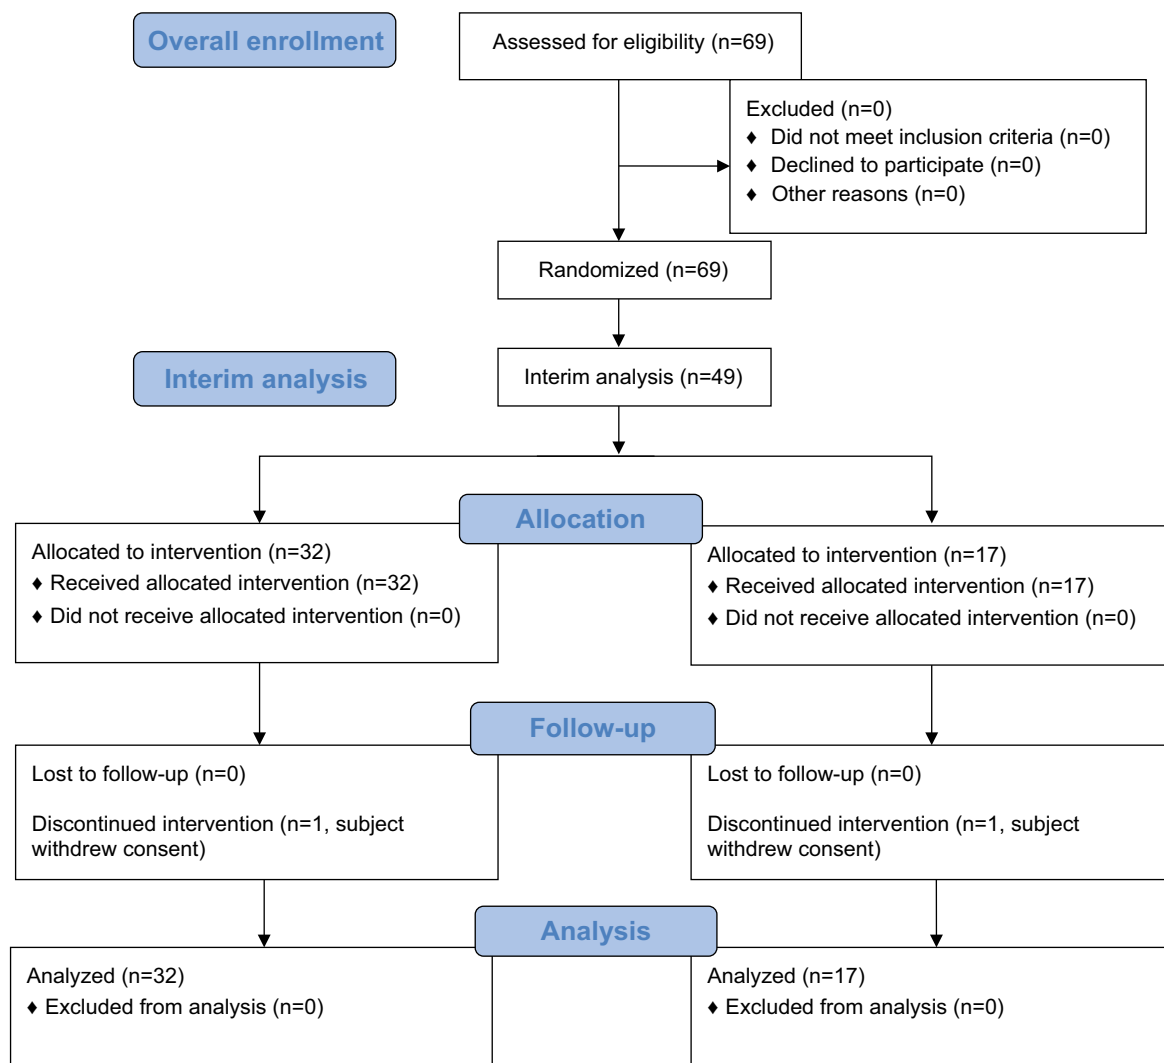 Overall enrollment
Assessed for eligibility (n=69)
Excluded (n=0)
♦ Did not meet inclusion criteria (n=0)
♦ Declined to participate (n=0)
♦ Other reasons (n=0)
Randomized (n=69)
Interim analysis
Interim analysis (n=49)
Allocation
Allocated to intervention (n=32)
♦ Received allocated intervention (n=32)
♦ Did not receive allocated intervention (n=0)
Allocated to intervention (n=17)
♦ Received allocated intervention (n=17)
♦ Did not receive allocated intervention (n=0)
Follow-up
Lost to follow-up (n=0)
Discontinued intervention (n=1, subject
withdrew consent)
Lost to follow-up (n=0)
Discontinued intervention (n=1, subject
withdrew consent)
Analysis
Analyzed (n=32)
♦ Excluded from analysis (n=0)
Analyzed (n=17)
♦ Excluded from analysis (n=0)